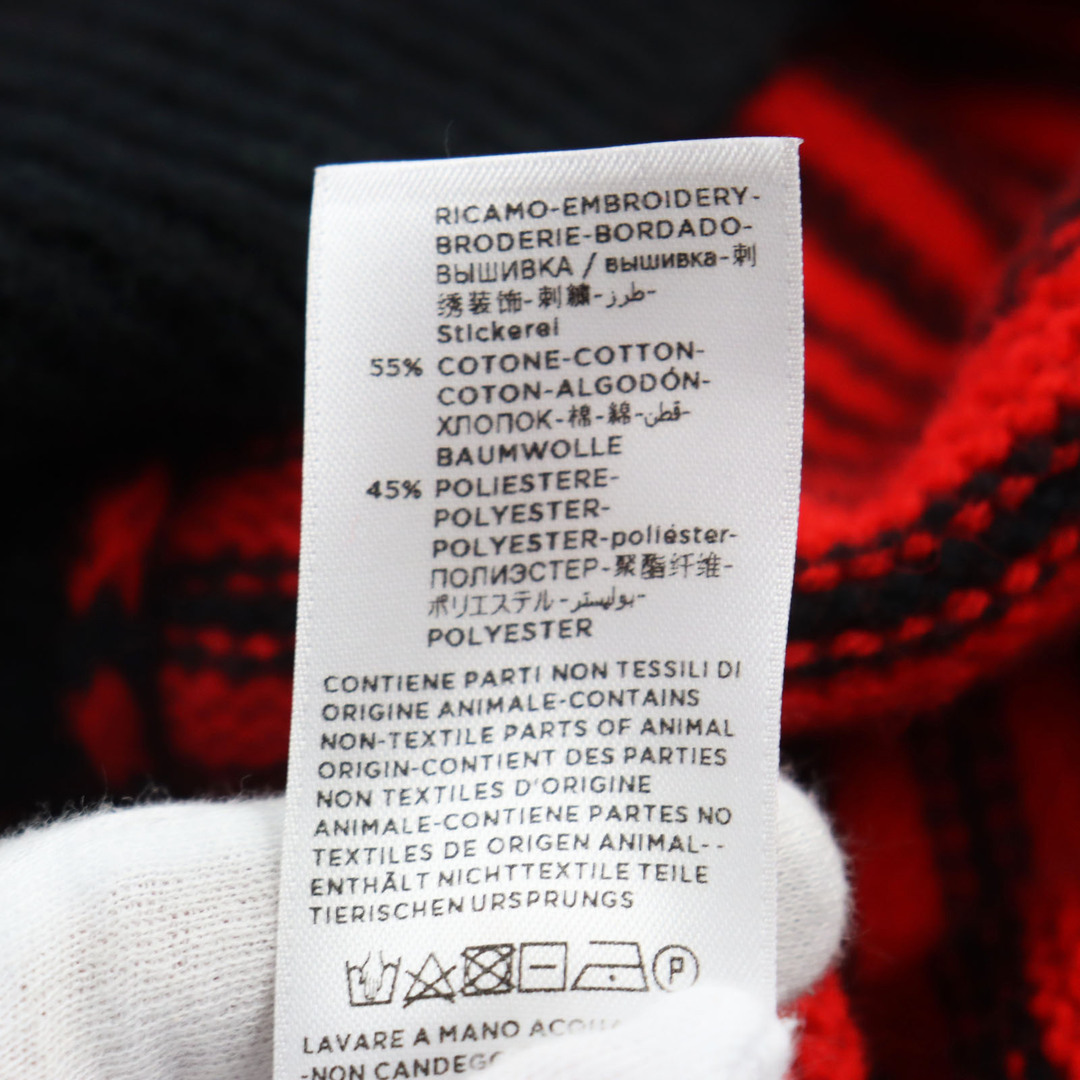 RICAMO-EMBROIDERY-
BRODERIE-BORDADO-
ВЫШИВКА / вышивка-刺
绣装饰-刺繍-طرز-
Stickerei
55% COTONE-COTTON-
COTON-ALGODÓN-
ХЛОПОК-棉-綿-قطن-
BAUMWOLLE
45% POLIESTERE-
POLYESTER-
POLYESTER-poliéster-
ПОЛИЭСТЕР-聚酯纤维-
ポリエステル-بوليستر-
POLYESTER
CONTIENE PARTI NON TESSILI DI
ORIGINE ANIMALE-CONTAINS
NON-TEXTILE PARTS OF ANIMAL
ORIGIN-CONTIENT DES PARTIES
NON TEXTILES D'ORIGINE
ANIMALE-CONTIENE PARTES NO
TEXTILES DE ORIGEN ANIMAL--
ENTHÄLT NICHTTEXTILE TEILE
TIERISCHEN URSPRUNGS
P
LAVARE A MANO
-NON